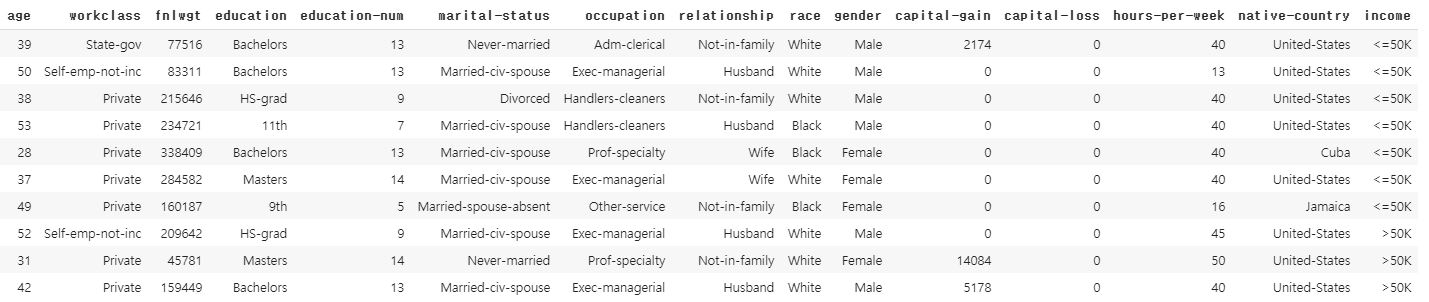 age workclass fnlwgt education education-num marital-status occupation relationship race gender capital-gain capital-loss hours-per-week native-country income
39 State-gov 77516 Bachelors 13 Never-married Adm-clerical Not-in-family White Male 2174 0 40 United-States <=50K
50 Self-emp-not-inc 83311 Bachelors 13 Married-civ-spouse Exec-managerial Husband White Male 0 0 13 United-States <=50K
38 Private 215646 HS-grad 9 Divorced Handlers-cleaners Not-in-family White Male 0 0 40 United-States <=50K
53 Private 234721 11th 7 Married-civ-spouse Handlers-cleaners Husband Black Male 0 0 40 United-States <=50K
28 Private 338409 Bachelors 13 Married-civ-spouse Prof-specialty Wife Black Female 0 0 40 Cuba <=50K
37 Private 284582 Masters 14 Married-civ-spouse Exec-managerial Wife White Female 0 0 40 United-States <=50K
49 Private 160187 9th 5 Married-spouse-absent Other-service Not-in-family Black Female 0 0 16 Jamaica <=50K
52 Self-emp-not-inc 209642 HS-grad 9 Married-civ-spouse Exec-managerial Husband White Male 0 0 45 United-States >50K
31 Private 45781 Masters 14 Never-married Prof-specialty Not-in-family White Female 14084 0 50 United-States >50K
42 Private 159449 Bachelors 13 Married-civ-spouse Exec-managerial Husband White Male 5178 0 40 United-States >50K